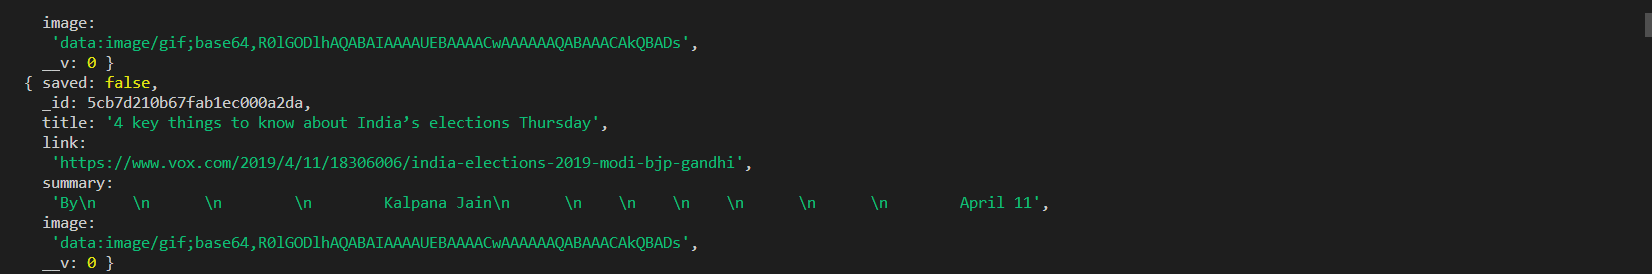 image:
'data:image/gif;base64,R0lGODlhAQABAIAAAAUEBAAAACwAAAAAAQABAAACAkQBADs',
__v: 0 }
{ saved: false,
_id: 5cb7d210b67fab1ec000a2da,
title: '4 key things to know about India’s elections Thursday',
link:
'https://www.vox.com/2019/4/11/18306006/india-elections-2019-modi-bjp-gandhi',
summary:
'By\n    \n      \n        \n        Kalpana Jain\n      \n    \n    \n    \n      \n      \n        April 11',
image:
'data:image/gif;base64,R0lGODlhAQABAIAAAAUEBAAAACwAAAAAAQABAAACAkQBADs',
__v: 0 }